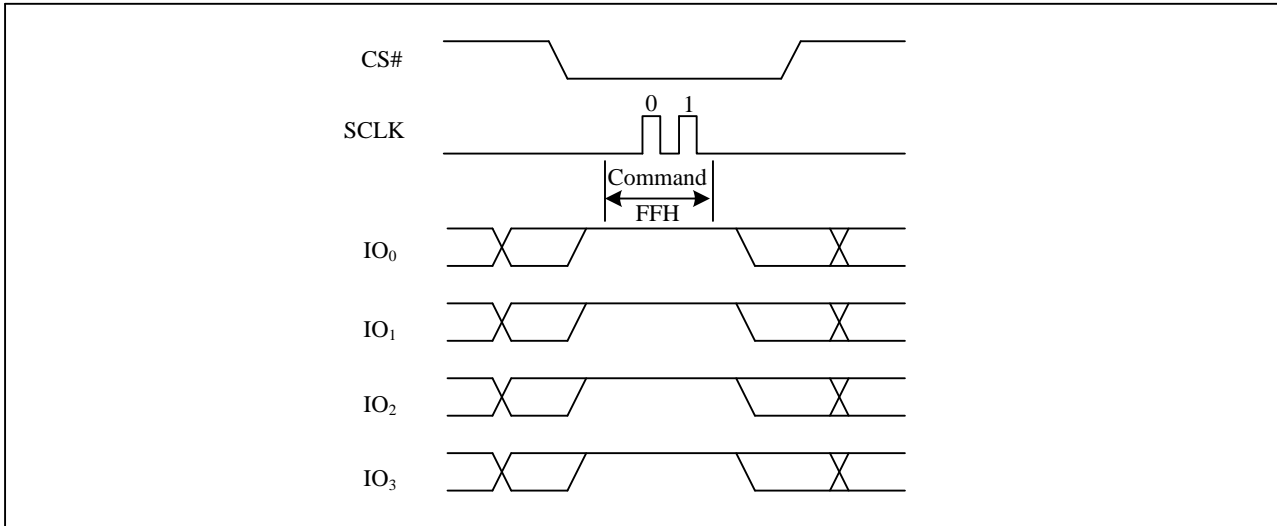 CS#
0 1
SCLK
Command
FFH
IO₀
IO₁
IO₂
IO₃